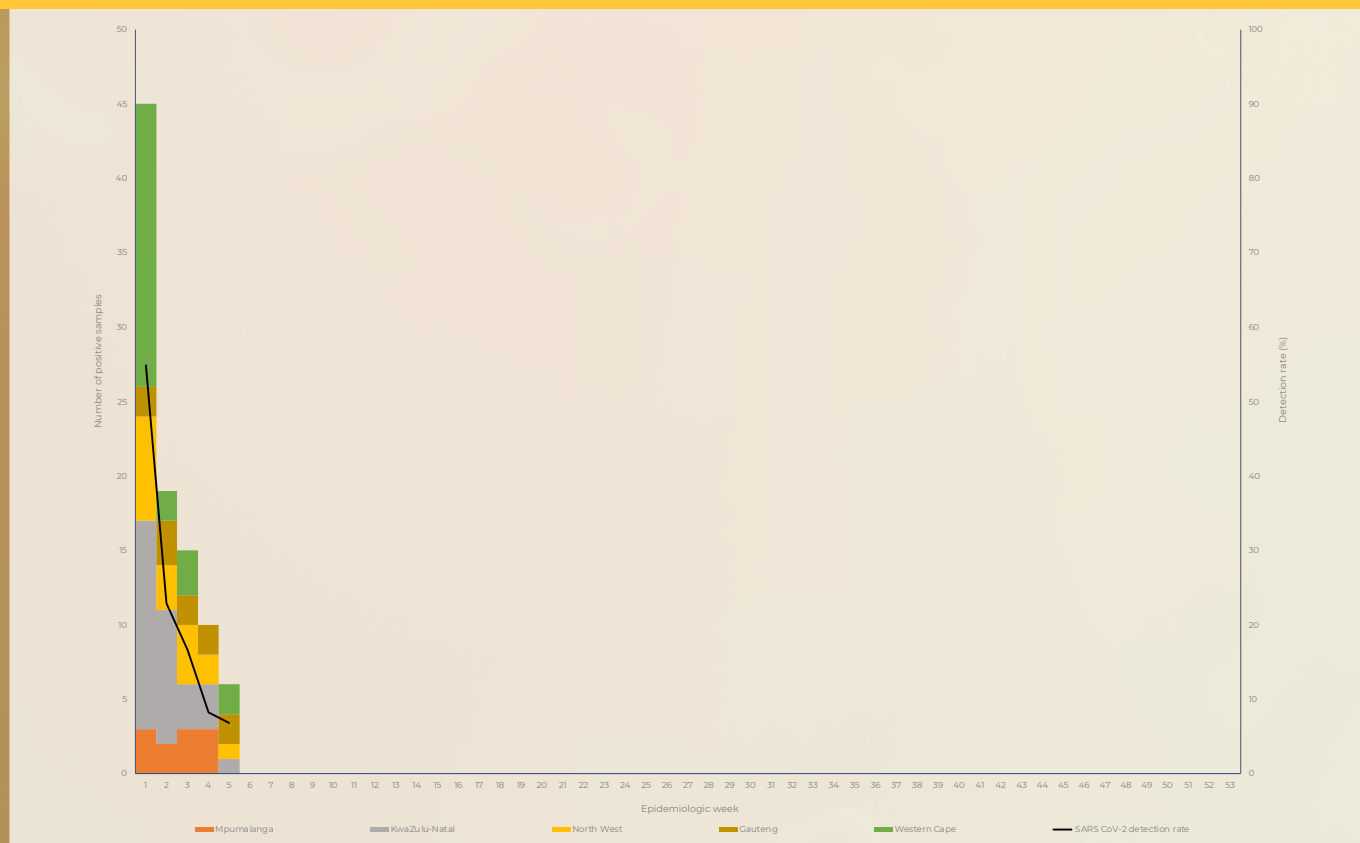 50 100
45 90
40 80
35 70
30 60
25 50
20 40
15 30
10 20
5 10
0 0
Number of positive samples
Detection rate (%)
1 2 3 4 5 6 7 8 9 10 11 12 13 14 15 16 17 18 19 20 21 22 23 24 25 26 27 28 29 30 31 32 33 34 35 36 37 38 39 40 41 42 43 44 45 46 47 48 49 50 51 52 53
Epidemiologic week
Mpumalanga KwaZulu-Natal North West Gauteng Western Cape SARS CoV-2 detection rate